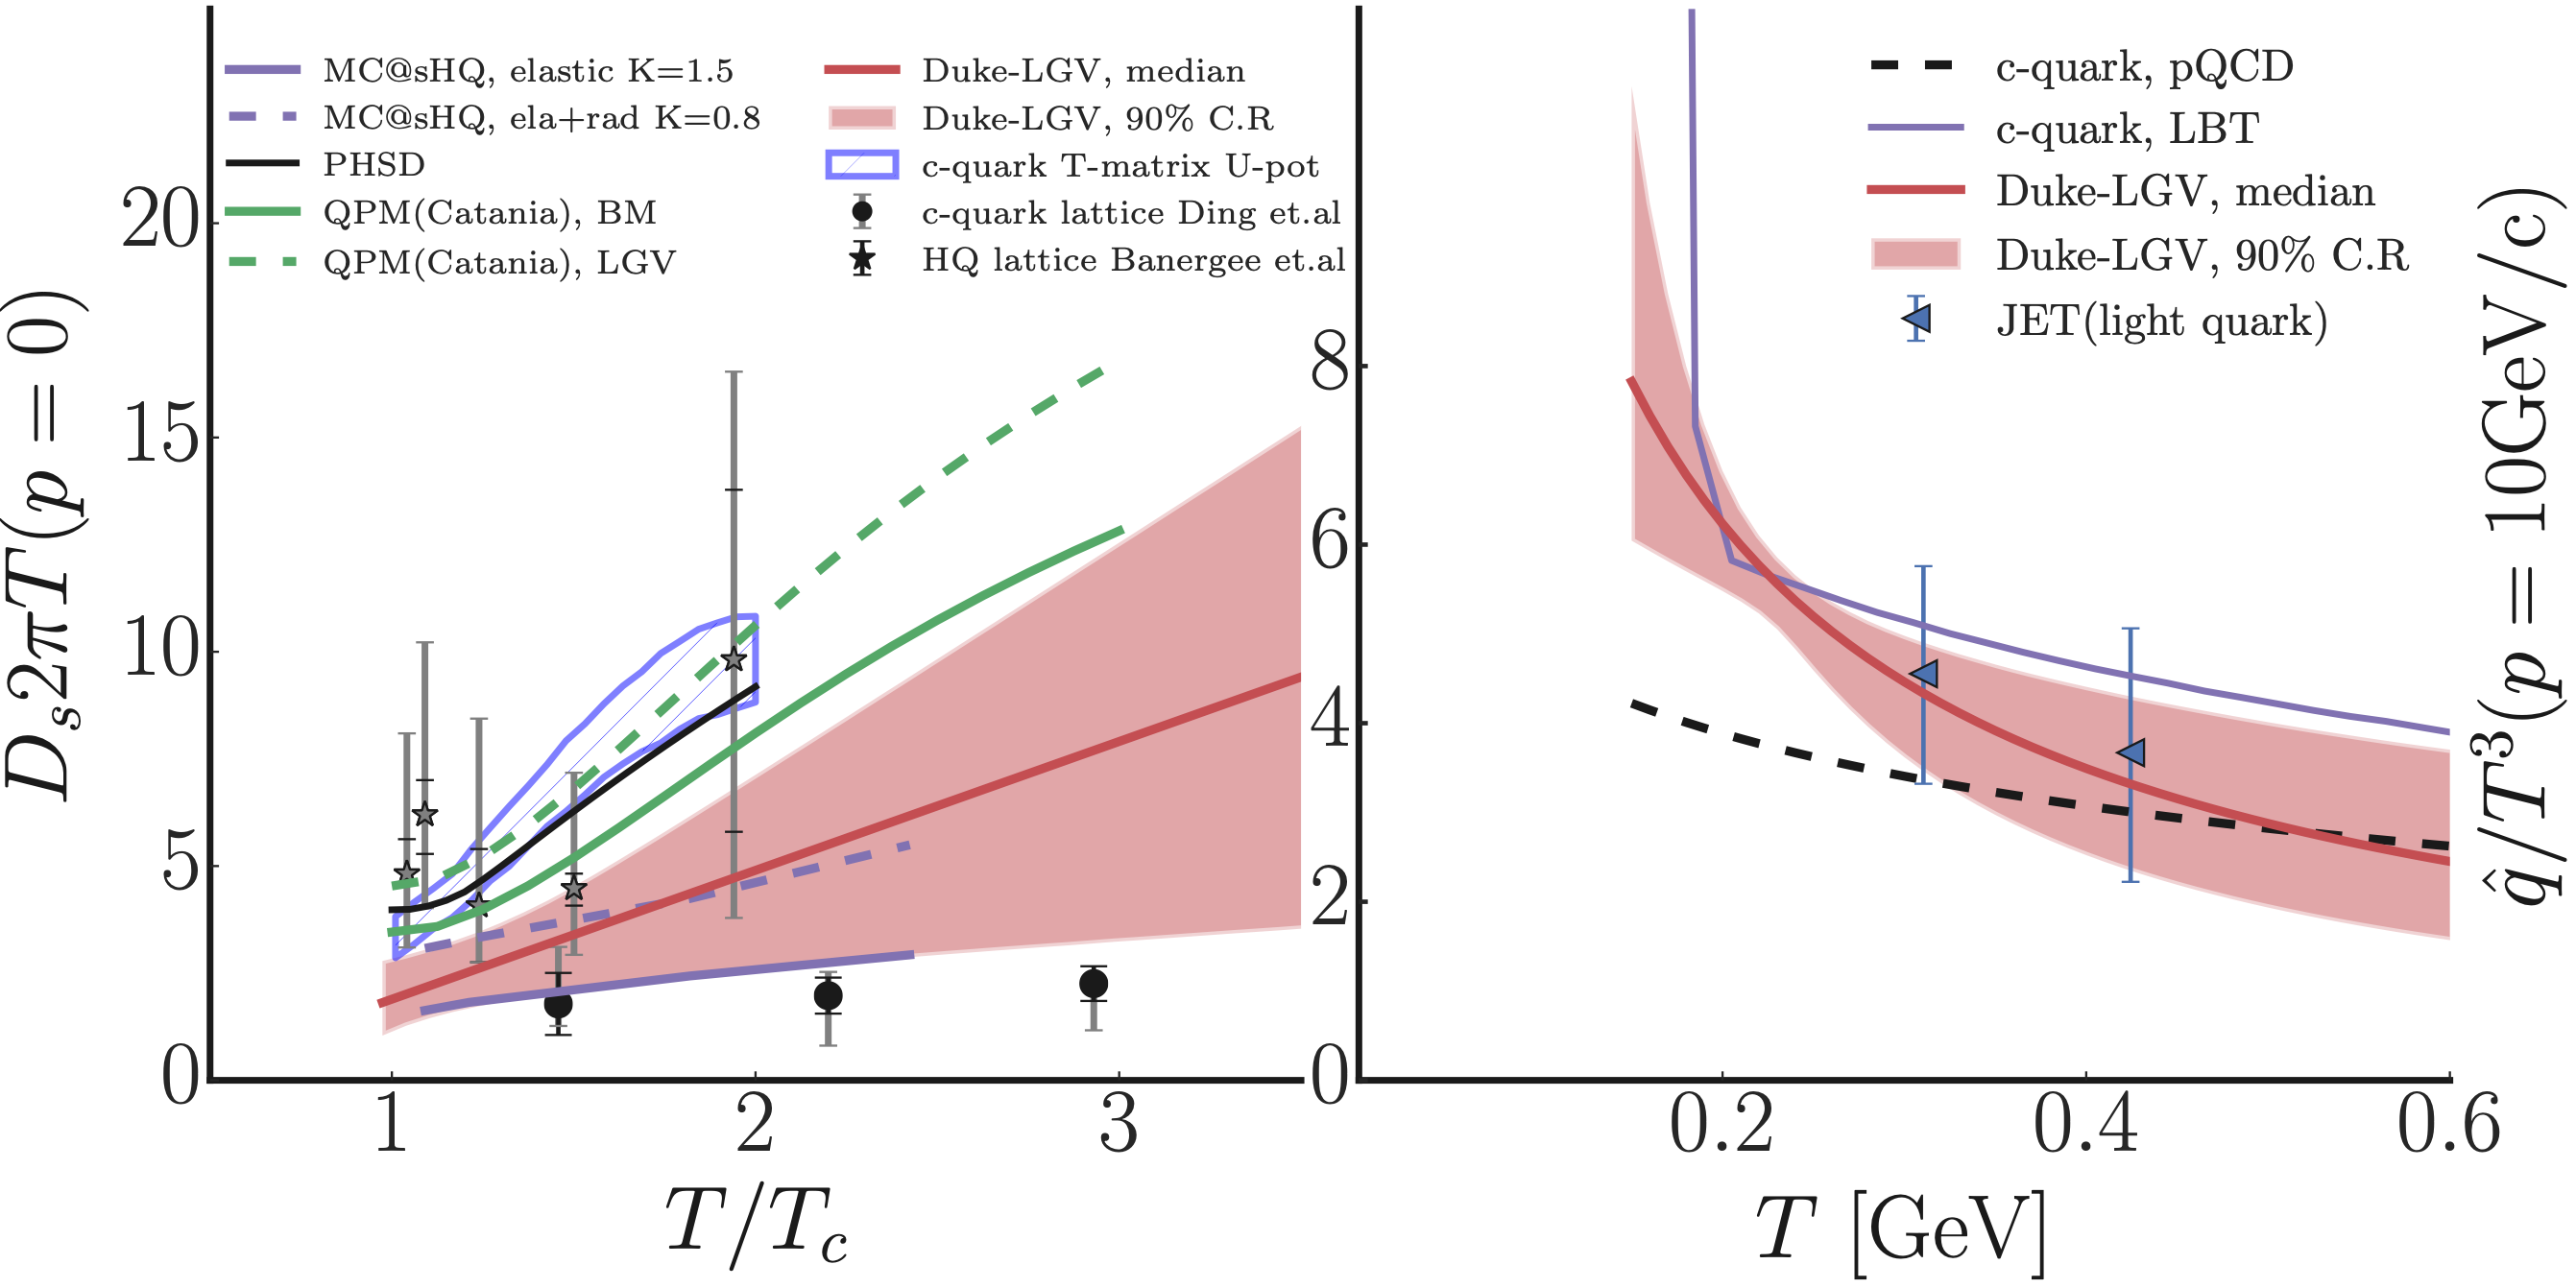 MC@sHQ, elastic K=1.5
MC@sHQ, ela+rad K=0.8
PHSD
QPM(Catania), BM
QPM(Catania), LGV
Duke-LGV, median
Duke-LGV, 90% C.R
c-quark T-matrix U-pot
c-quark lattice Ding et.al
HQ lattice Banergee et.al
D_s2πT(p = 0)
20
15
10
5
0
1 2 3
T/T_c
c-quark, pQCD
c-quark, LBT
Duke-LGV, median
Duke-LGV, 90% C.R
JET(light quark)
8
6
4
2
0
0.2 0.4 0.6
T [GeV]
q̂/T³(p = 10GeV/c)